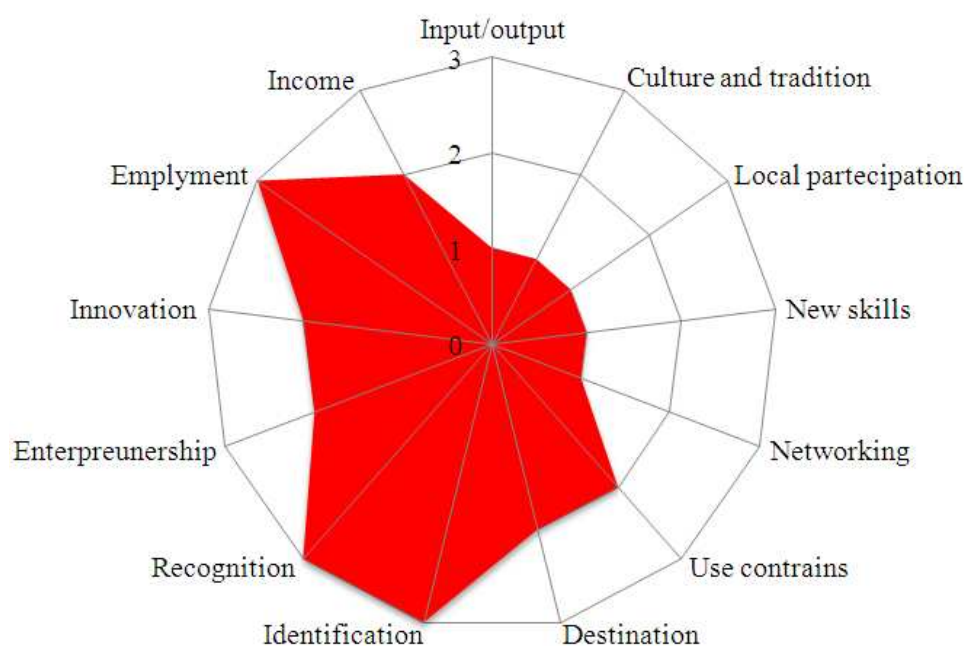 Input/output
3
Income
Culture and tradition
2
Emplyment
Local partecipation
1
Innovation
New skills
0
Enterpreunership
Networking
Recognition
Use contrains
Identification
Destination